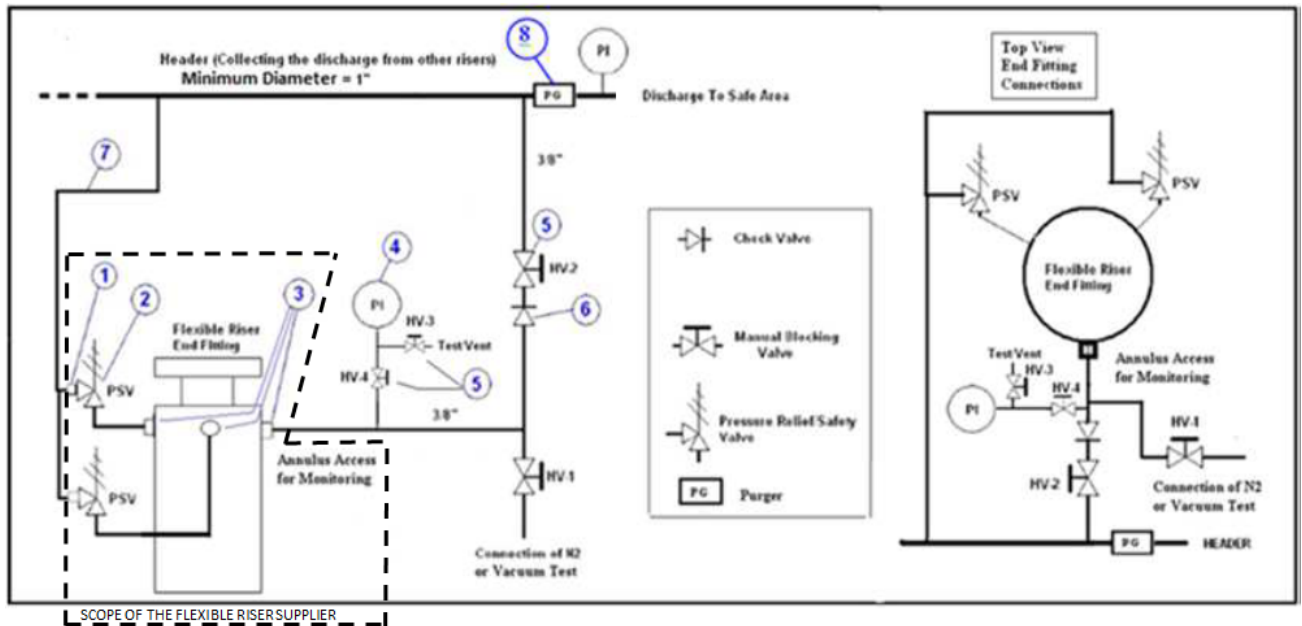 8
PI
Header (Collecting the discharge from other risers)
Minimum Diameter = 1"
PG
Discharge To Safe Area
7
3/8"
5
HV-2
6
4
PI
HV-3
Test Vent
HV-4
5
3/8"
1
2
3
Flexible Riser
End Fitting
PSV
PSV
Annulus Access
for Monitoring
HV-1
Connection of N2
or Vacuum Test
SCOPE OF THE FLEXIBLE RISER SUPPLIER
Check Valve
Manual Blocking
Valve
Pressure Relief/Safety
Valve
PG
Purger
Top View
End Fitting
Connections
PSV
PSV
Flexible Riser
End Fitting
Annulus Access
for Monitoring
Test Vent
HV-3
HV-4
PI
HV-1
HV-2
Connection of N2
or Vacuum Test
PG
HEADER